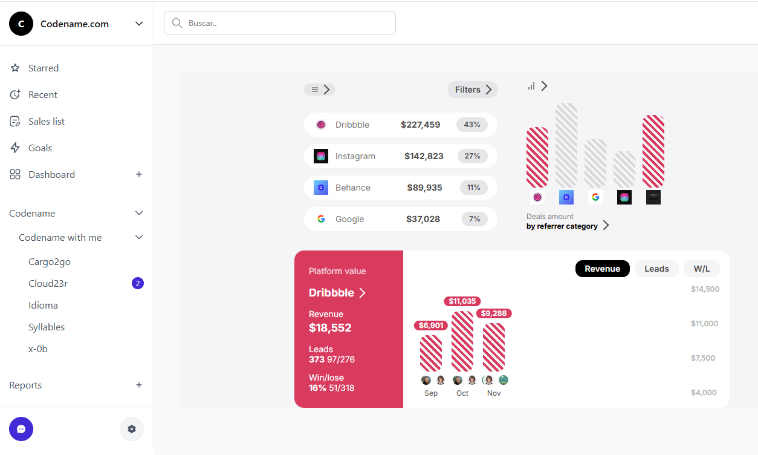 C Codename.com
Buscar..
Starred
Recent
Sales list
Goals
Dashboard +
Codename
Codename with me
Cargo2go
Cloud23r 2
Idioma
Syllables
x-0b
Reports +
Filters
Dribbble $227,459 43%
Instagram $142,823 27%
Behance $89,935 11%
Google $37,028 7%
Deals amount
by referrer category
Platform value
Dribbble
Revenue
$18,552
Leads
373 97/276
Win/lose
16% 51/318
Revenue Leads W/L
$14,500
$11,000
$7,500
$4,000
$6,901
$11,035
$9,288
Sep Oct Nov